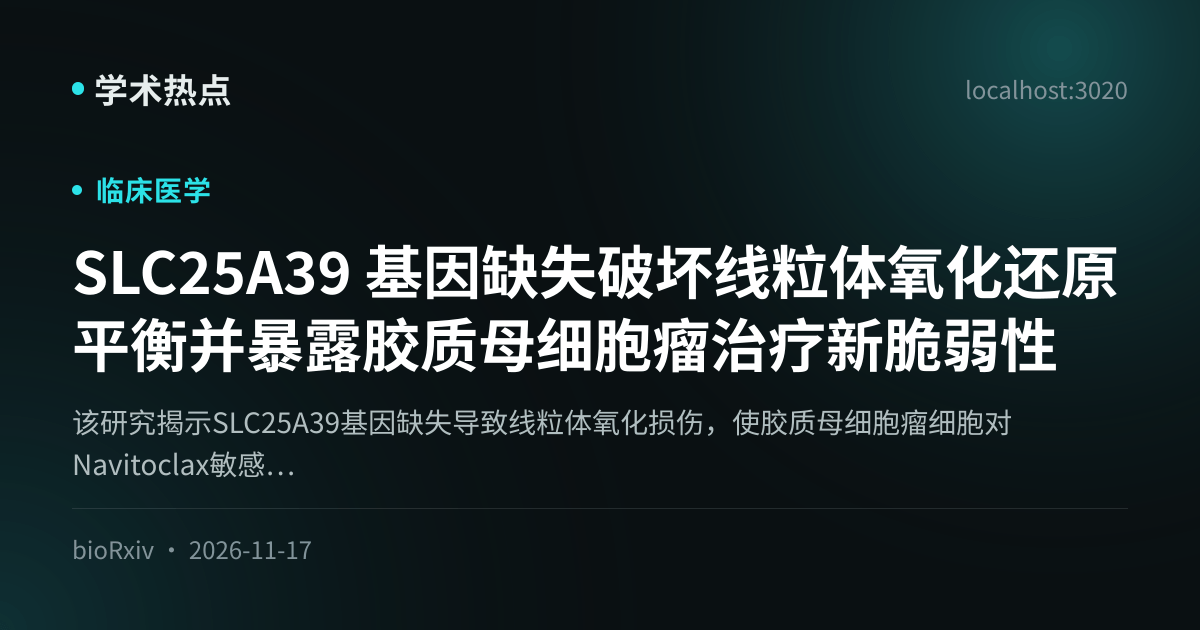 学术热点
localhost:3020
临床医学
SLC25A39 基因缺失破坏线粒体氧化还原
平衡并暴露胶质母细胞瘤治疗新脆弱性
该研究揭示SLC25A39基因缺失导致线粒体氧化损伤，使胶质母细胞瘤细胞对
Navitoclax敏感…
bioRxiv · 2026-11-17